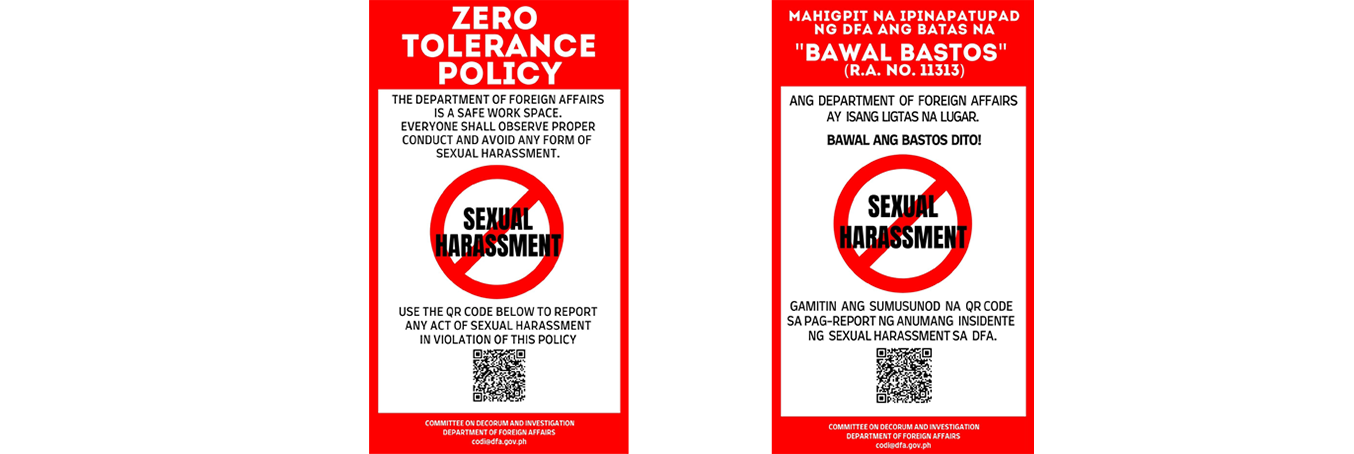 ZERO
TOLERANCE
POLICY
THE DEPARTMENT OF FOREIGN AFFAIRS
IS A SAFE WORK SPACE.
EVERYONE SHALL OBSERVE PROPER
CONDUCT AND AVOID ANY FORM OF
SEXUAL HARASSMENT.
SEXUAL
HARASSMENT
USE THE QR CODE BELOW TO REPORT
ANY ACT OF SEXUAL HARASSMENT
IN VIOLATION OF THIS POLICY
COMMITTEE ON DECORUM AND INVESTIGATION
DEPARTMENT OF FOREIGN AFFAIRS
codi@dfa.gov.ph
MAHIGPIT NA IPINAPATUPAD
NG DFA ANG BATAS NA
"BAWAL BASTOS"
(R.A. NO. 11313)
ANG DEPARTMENT OF FOREIGN AFFAIRS
AY ISANG LIGTAS NA LUGAR.
BAWAL ANG BASTOS DITO!
SEXUAL
HARASSMENT
GAMITIN ANG SUMUSUNOD NA QR CODE
SA PAG-REPORT NG ANUMANG INSIDENTE
NG SEXUAL HARASSMENT SA DFA.
COMMITTEE ON DECORUM AND INVESTIGATION
DEPARTMENT OF FOREIGN AFFAIRS
codi@dfa.gov.ph